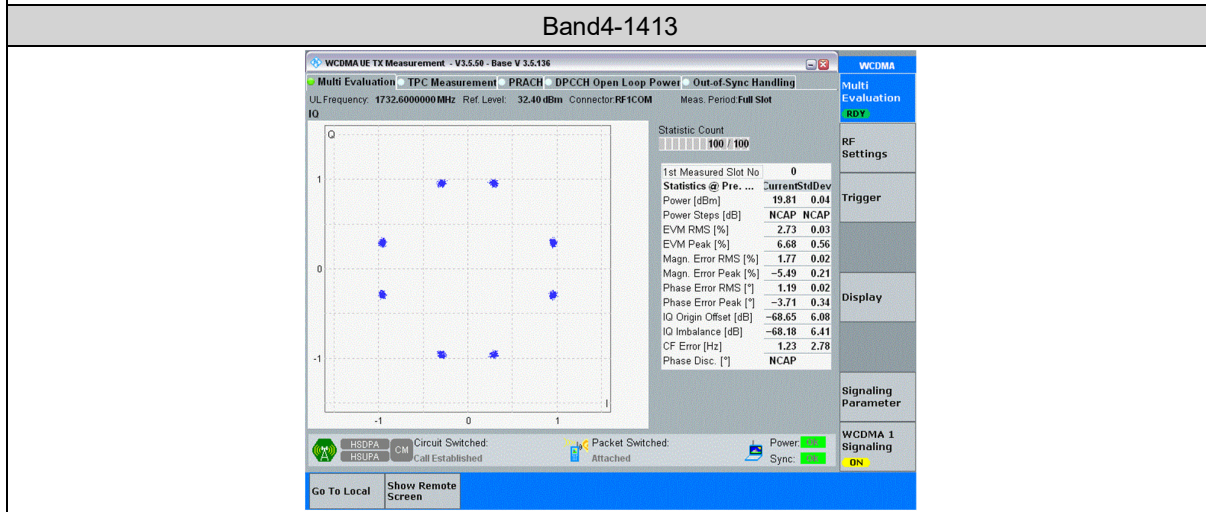 Band4-1413
WCDMA UE TX Measurement - V3.5.50 - Base V 3.5.136
WCDMA
Multi Evaluation TPC Measurement PRACH DPCCH Open Loop Power Out-of-Sync Handling
Multi
Evaluation
RDY
UL Frequency: 1732.6000000 MHz Ref. Level: 32.40 dBm Connector:RF1COM Meas. Period:Full Slot
IQ
Q
1
0
-1
I
-1 0 1
Statistic Count
100 / 100
1st Measured Slot No 0
Statistics @ Pre. ... CurrentStdDev
Power [dBm] 19.81 0.04
Power Steps [dB] NCAP NCAP
EVM RMS [%] 2.73 0.03
EVM Peak [%] 6.68 0.56
Magn. Error RMS [%] 1.77 0.02
Magn. Error Peak [%] −5.49 0.21
Phase Error RMS [°] 1.19 0.02
Phase Error Peak [°] −3.71 0.34
IQ Origin Offset [dB] −68.65 6.08
IQ Imbalance [dB] −68.18 6.41
CF Error [Hz] 1.23 2.78
Phase Disc. [°] NCAP
RF
Settings
Trigger
Display
Signaling
Parameter
WCDMA 1
Signaling
ON
HSDPA
HSUPA
CM
Circuit Switched:
Call Established
Packet Switched:
Attached
Power: OK
Sync: OK
Go To Local
Show Remote
Screen